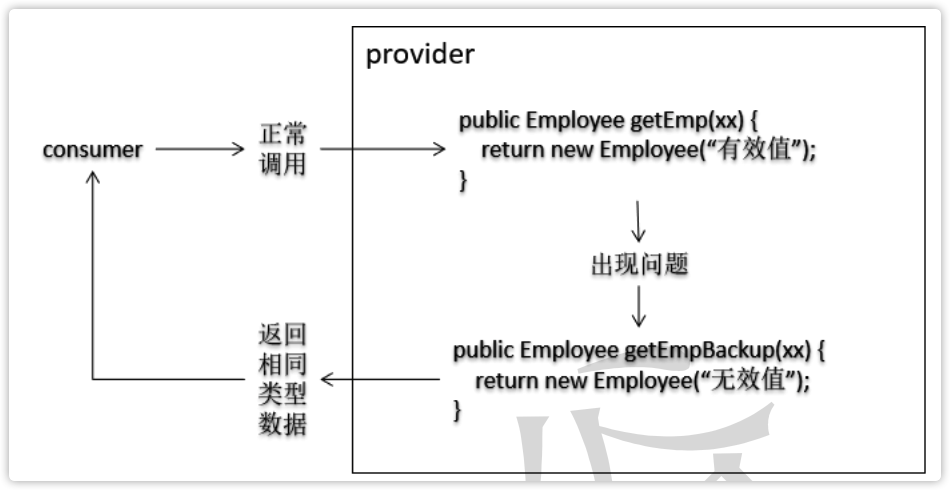 provider
consumer
正常
调用
public Employee getEmp(xx) {
return new Employee(“有效值”);
}
出现问题
public Employee getEmpBackup(xx) {
return new Employee(“无效值”);
}
返回
相同
类型
数据